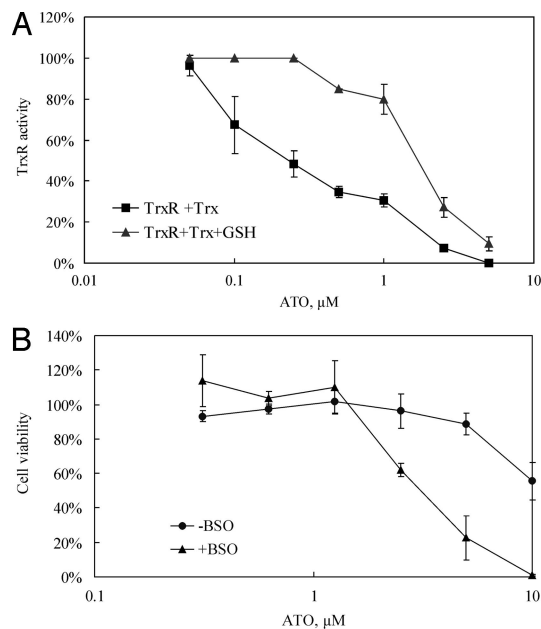 A
120%
100%
80%
60%
40%
20%
0%
TrxR activity
TrxR +Trx
TrxR+Trx+GSH
0.01
0.1
1
10
ATO, μM
B
140%
120%
100%
80%
60%
40%
20%
0%
Cell viability
-BSO
+BSO
0.1
1
10
ATO, μM